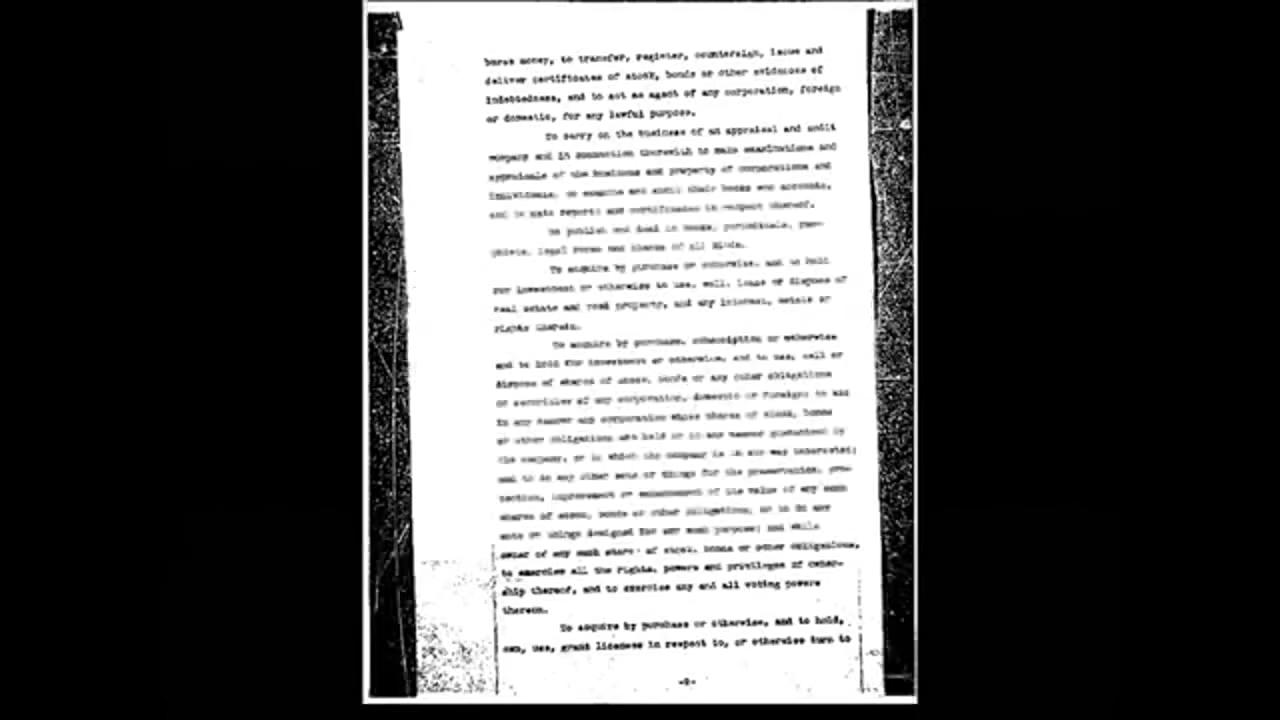 burse money, to transfer, register, countersign, issue and
deliver certificates of stock, bonds or other evidences of
indebtedness, and to act as agent of any corporation, foreign
or domestic, for any lawful purpose.
To carry on the business of an appraisal and audit
company and in connection therewith to make examinations and
appraisals of the business and property of corporations and
individuals, to examine and audit their books and accounts,
and to make reports and certificates in respect thereof.
To publish and deal in books, periodicals, pam-
phlets, legal forms and blanks of all kinds.
To acquire by purchase or otherwise, and to hold
for investment or otherwise to use, sell, lease or dispose of
real estate and real property, and any interest, estate or
rights therein.
To acquire by purchase, subscription or otherwise
and to hold for investment or otherwise, and to use, sell or
dispose of shares of stock, bonds or any other obligations
or securities of any corporation, domestic or foreign; to aid
in any manner any corporation whose shares of stock, bonds
or other obligations are held or in any manner guaranteed by
the company, or in which the company is in any way interested;
and to do any other acts or things for the preservation, pro-
tection, improvement or enhancement of the value of any such
shares of stock, bonds or other obligations, or to do any
acts or things designed for any such purpose; and while
owner of any such shares of stock, bonds or other obligations,
to exercise all the rights, powers and privileges of owner-
ship thereof, and to exercise any and all voting powers
thereon.
To acquire by purchase or otherwise, and to hold,
own, use, grant licenses in respect to, or otherwise turn to